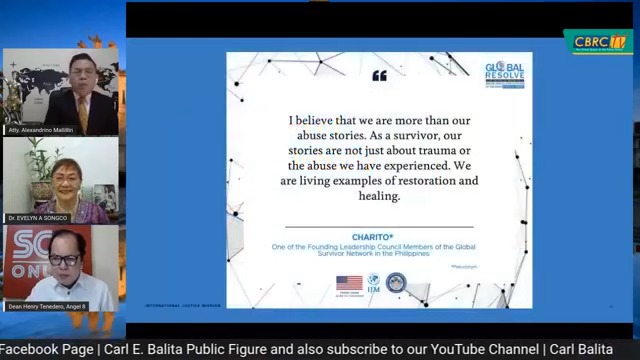 CBRC TV
GLOBAL
RESOLVE
I believe that we are more than our
abuse stories. As a survivor, our
stories are not just about trauma or
the abuse we have experienced. We
are living examples of restoration and
healing.
CHARITO*
One of the Founding Leadership Council Members of the Global
Survivor Network in the Philippines
*Pseudonym
IJM
INTERNATIONAL JUSTICE MISSION
Atty. Alexandrino Mallillin
Dr. EVELYN A SONGCO
Dean Henry Tenedero, Angel 8
Facebook Page | Carl E. Balita Public Figure and also subscribe to our YouTube Channel | Carl Balita